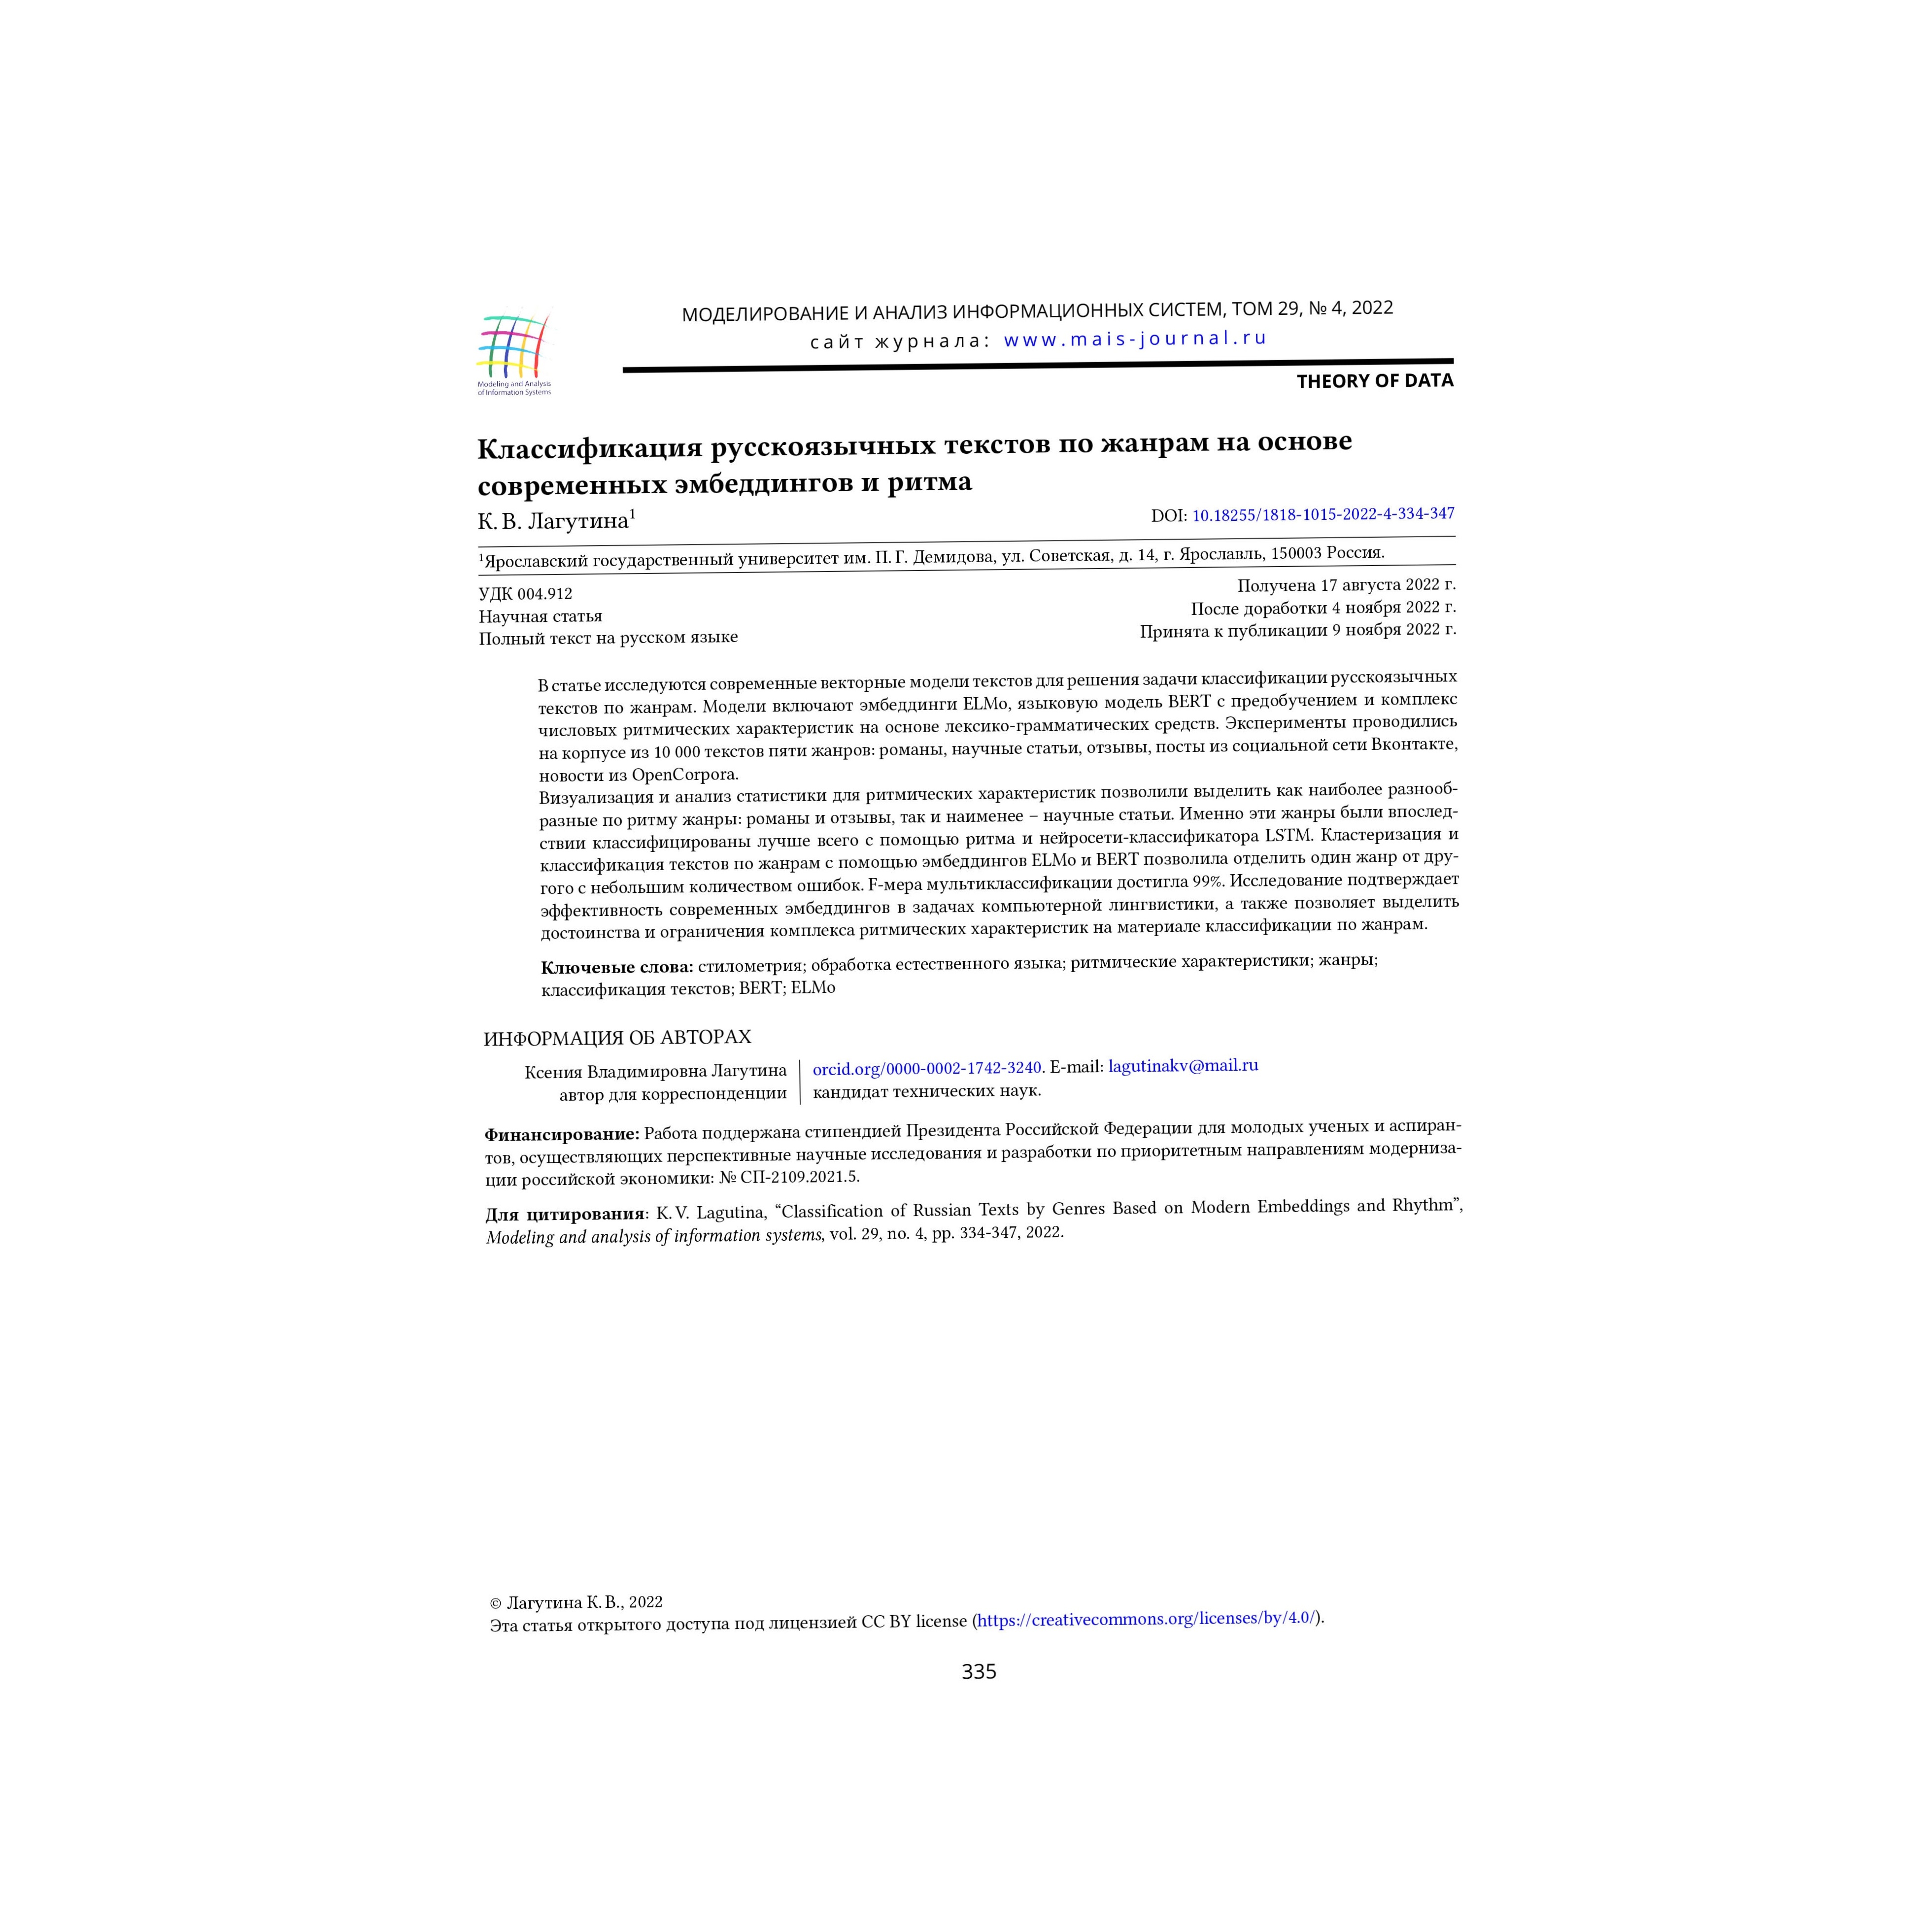 МОДЕЛИРОВАНИЕ И АНАЛИЗ ИНФОРМАЦИОННЫХ СИСТЕМ, ТОМ 29, № 4, 2022
сайт журнала: www.mais-journal.ru
Modeling and Analysis
of Information Systems
THEORY OF DATA
Классификация русскоязычных текстов по жанрам на основе
современных эмбеддингов и ритма
К. В. Лагутина¹
DOI: 10.18255/1818-1015-2022-4-334-347
¹Ярославский государственный университет им. П. Г. Демидова, ул. Советская, д. 14, г. Ярославль, 150003 Россия.
УДК 004.912
Научная статья
Полный текст на русском языке
Получена 17 августа 2022 г.
После доработки 4 ноября 2022 г.
Принята к публикации 9 ноября 2022 г.
В статье исследуются современные векторные модели текстов для решения задачи классификации русскоязычных
текстов по жанрам. Модели включают эмбеддинги ELMo, языковую модель BERT с предобучением и комплекс
числовых ритмических характеристик на основе лексико-грамматических средств. Эксперименты проводились
на корпусе из 10 000 текстов пяти жанров: романы, научные статьи, отзывы, посты из социальной сети Вконтакте,
новости из OpenCorpora.
Визуализация и анализ статистики для ритмических характеристик позволили выделить как наиболее разнооб-
разные по ритму жанры: романы и отзывы, так и наименее – научные статьи. Именно эти жанры были впослед-
ствии классифицированы лучше всего с помощью ритма и нейросети-классификатора LSTM. Кластеризация и
классификация текстов по жанрам с помощью эмбеддингов ELMo и BERT позволила отделить один жанр от дру-
гого с небольшим количеством ошибок. F-мера мультиклассификации достигла 99%. Исследование подтверждает
эффективность современных эмбеддингов в задачах компьютерной лингвистики, а также позволяет выделить
достоинства и ограничения комплекса ритмических характеристик на материале классификации по жанрам.
Ключевые слова: стилометрия; обработка естественного языка; ритмические характеристики; жанры;
классификация текстов; BERT; ELMo
ИНФОРМАЦИЯ ОБ АВТОРАХ
Ксения Владимировна Лагутина
автор для корреспонденции
orcid.org/0000-0002-1742-3240. E-mail: lagutinakv@mail.ru
кандидат технических наук.
Финансирование: Работа поддержана стипендией Президента Российской Федерации для молодых ученых и аспиран-
тов, осуществляющих перспективные научные исследования и разработки по приоритетным направлениям модерниза-
ции российской экономики: № СП-2109.2021.5.
Для цитирования: K. V. Lagutina, “Classification of Russian Texts by Genres Based on Modern Embeddings and Rhythm”,
Modeling and analysis of information systems, vol. 29, no. 4, pp. 334-347, 2022.
© Лагутина К. В., 2022
Эта статья открытого доступа под лицензией CC BY license (https://creativecommons.org/licenses/by/4.0/).
335